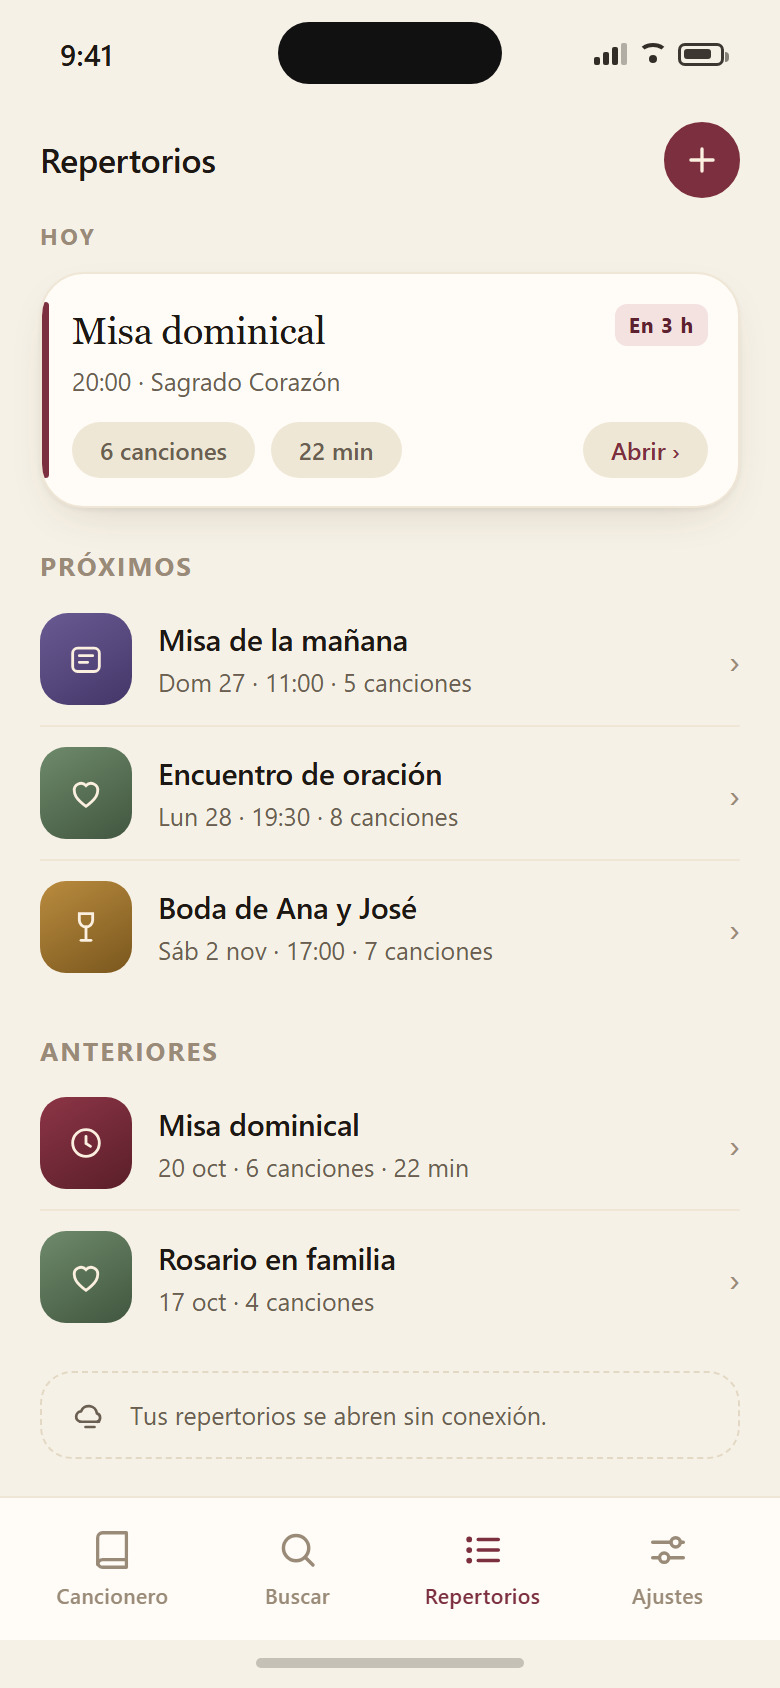 9:41
Repertorios
HOY
Misa dominical
En 3 h
20:00 · Sagrado Corazón
6 canciones
22 min
Abrir ›
PRÓXIMOS
Misa de la mañana
Dom 27 · 11:00 · 5 canciones
Encuentro de oración
Lun 28 · 19:30 · 8 canciones
Boda de Ana y José
Sáb 2 nov · 17:00 · 7 canciones
ANTERIORES
Misa dominical
20 oct · 6 canciones · 22 min
Rosario en familia
17 oct · 4 canciones
Tus repertorios se abren sin conexión.
Cancionero
Buscar
Repertorios
Ajustes